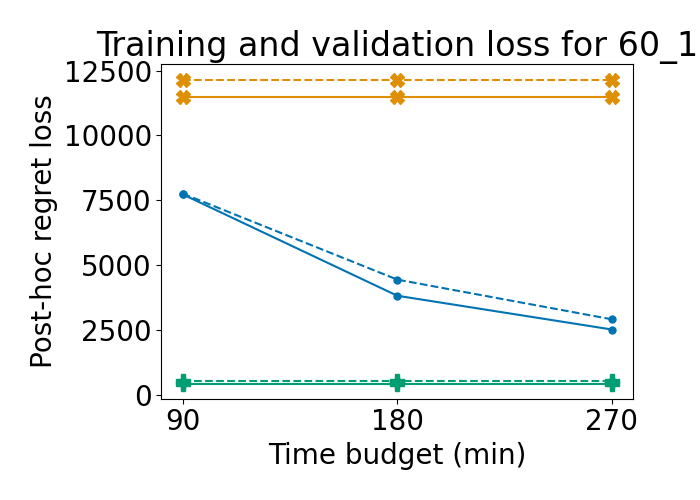 Training and validation loss for 60_1
Post-hoc regret loss
12500
10000
7500
5000
2500
0
90 180 270
Time budget (min)